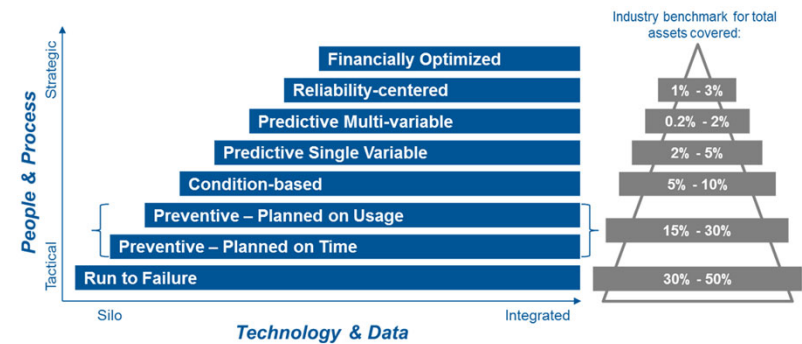 Industry benchmark for total
assets covered:
Strategic
People & Process
Tactical
Financially Optimized
Reliability-centered
1% - 3%
Predictive Multi-variable
0.2% - 2%
Predictive Single Variable
2% - 5%
Condition-based
5% - 10%
Preventive – Planned on Usage
Preventive – Planned on Time
15% - 30%
Run to Failure
30% - 50%
Silo
Integrated
Technology & Data